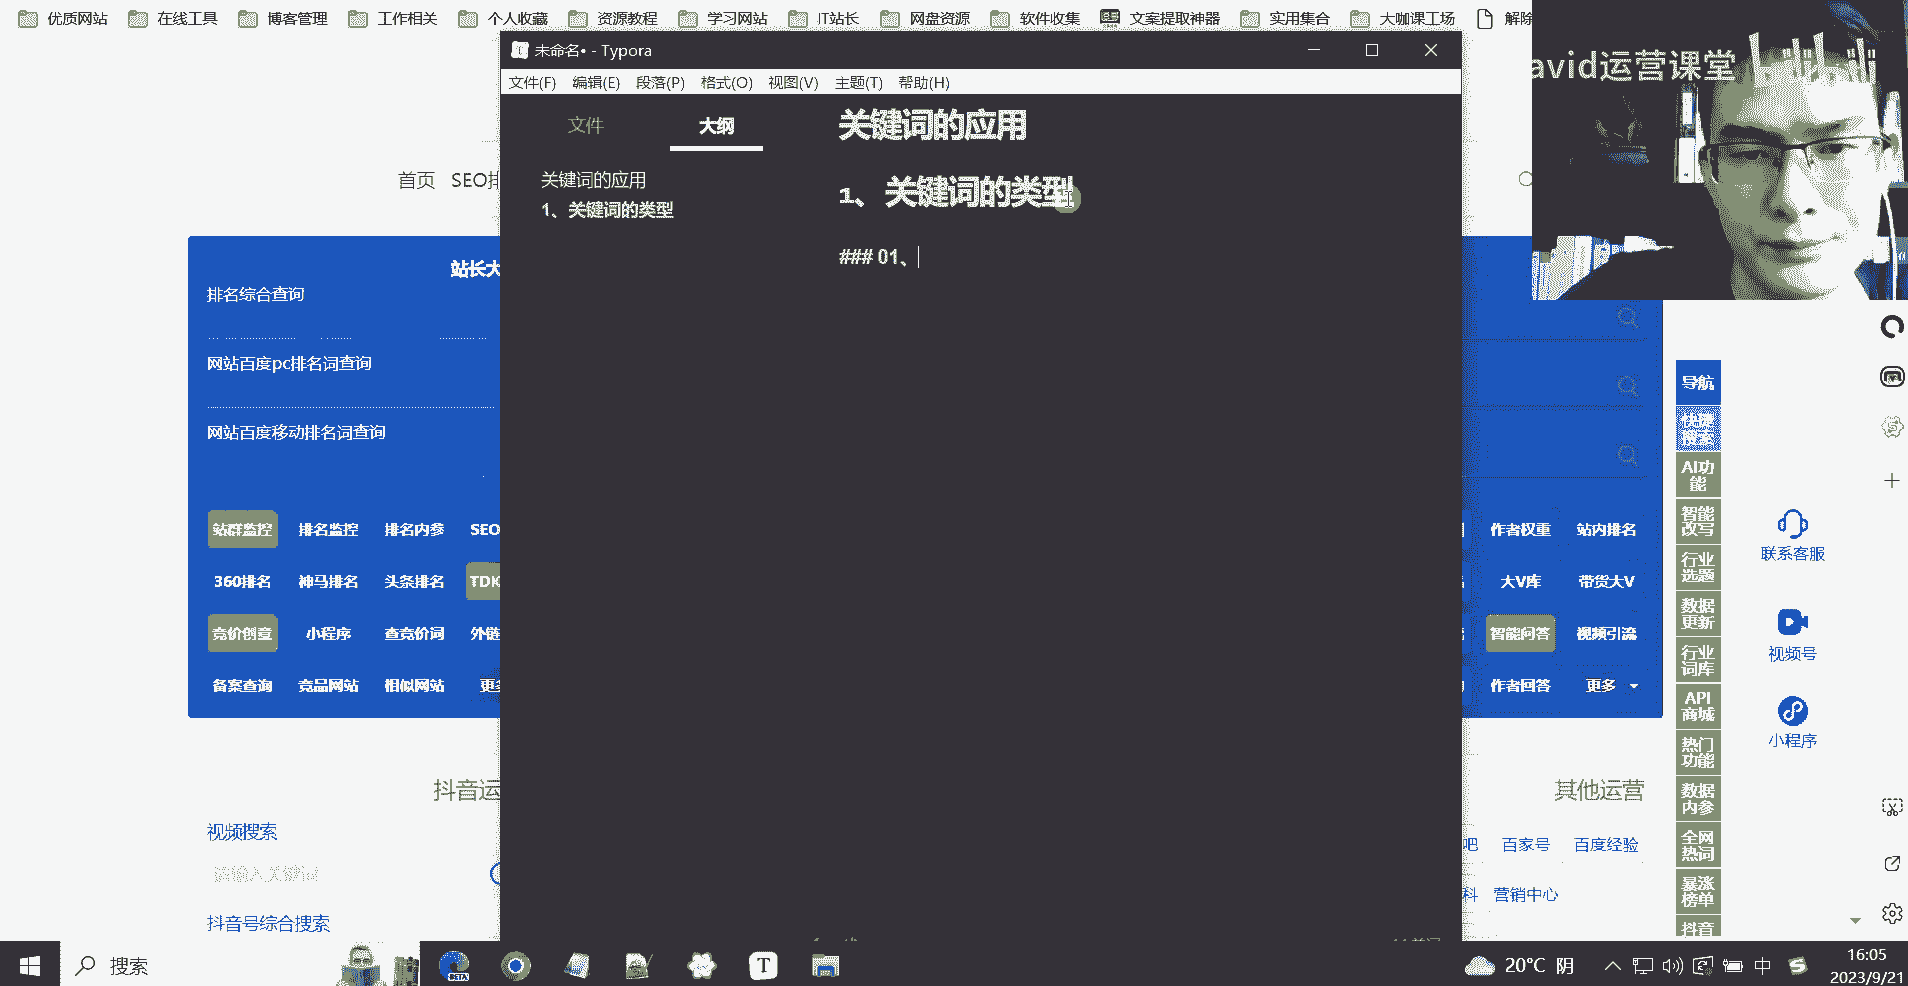 优质网站 在线工具 博客管理 工作相关 个人收藏 资源教程 学习网站 IT站长 网盘资源 软件收集 文案提取神器 实用集合 大咖课工场 解除
未命名• - Typora
avid运营课堂
文件(F) 编辑(E) 段落(P) 格式(O) 视图(V) 主题(T) 帮助(H)
文件 大纲
关键词的应用
首页 SEO排
关键词的应用
1、关键词的类型
1、关键词的类型
### 01、
站长大
排名综合查询
网站百度pc排名词查询
网站百度移动排名词查询
导航
快捷
搜索
AI功
能
智能
改写
行业
选题
数据
更新
行业
词库
API
商城
热门
功能
数据
内参
全网
热词
暴涨
榜单
抖音
联系客服
视频号
小程序
站群监控 排名监控 排名内参 SEO
作者权重 站内排名
360排名 神马排名 头条排名 TDK
大V库 带货大V
竞价创意 小程序 查竞价词 外链
智能问答 视频引流
备案查询 竞品网站 相似网站 更多
作者回答 更多
抖音运
其他运营
视频搜索
吧 百家号 百度经验
请输入关键词
科 营销中心
抖音号综合搜索
搜索
BETA
T
20°C 阴
中
16:05
2023/9/21